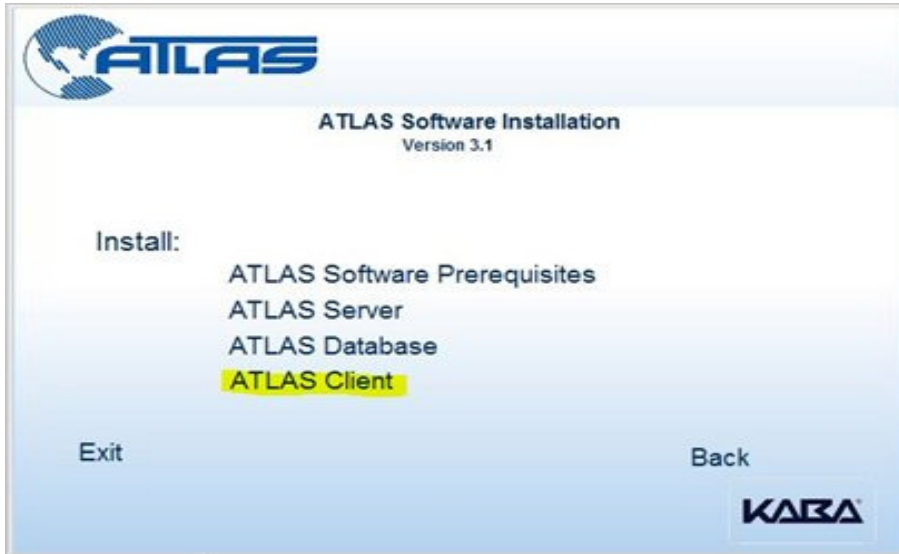 ATLAS
ATLAS Software Installation
Version 3.1
Install:
ATLAS Software Prerequisites
ATLAS Server
ATLAS Database
ATLAS Client
Exit
Back
KABA